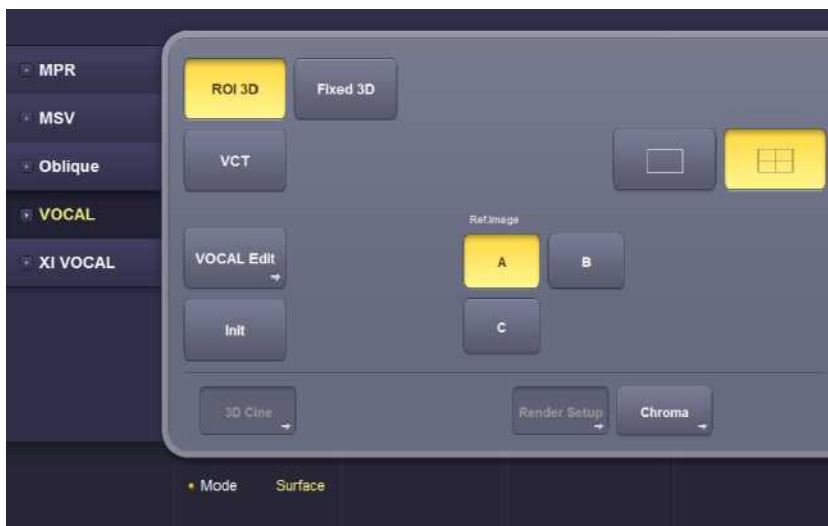 MPR
MSV
Oblique
VOCAL
XI VOCAL
ROI 3D
Fixed 3D
VCT
Ref.Image
VOCAL Edit
A
B
Init
C
3D Cine
Render Setup
Chroma
Mode
Surface